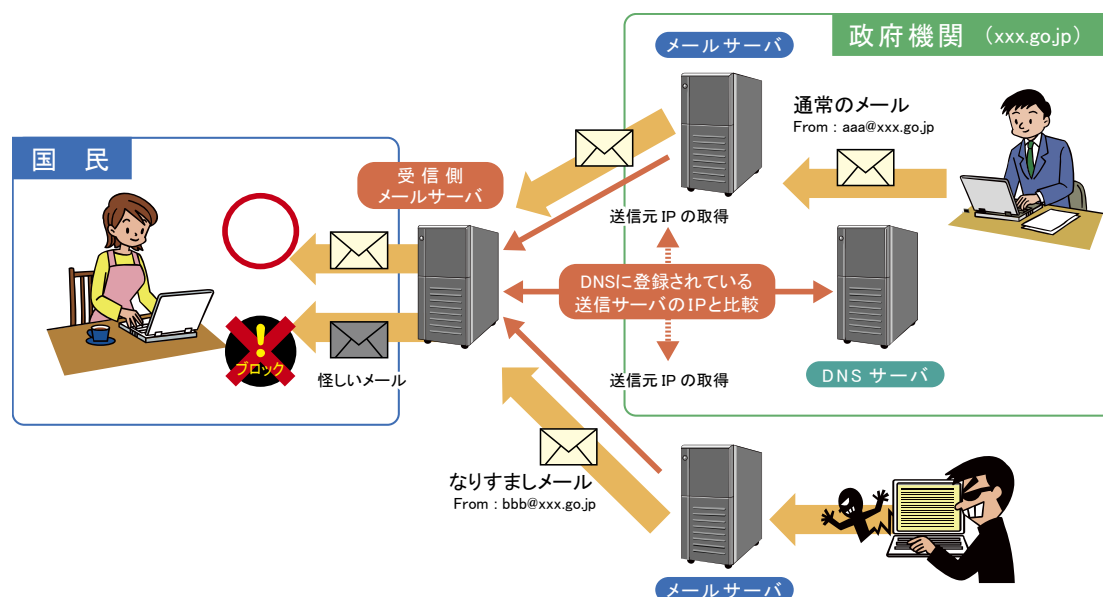 政府機関 (xxx.go.jp)
メールサーバ
通常のメール
From : aaa@xxx.go.jp
国 民
受信側
メールサーバ
送信元 IP の取得
DNSに登録されている
送信サーバのIPと比較
ブロック
怪しいメール
送信元 IP の取得
DNS サーバ
なりすましメール
From : bbb@xxx.go.jp
メールサーバ